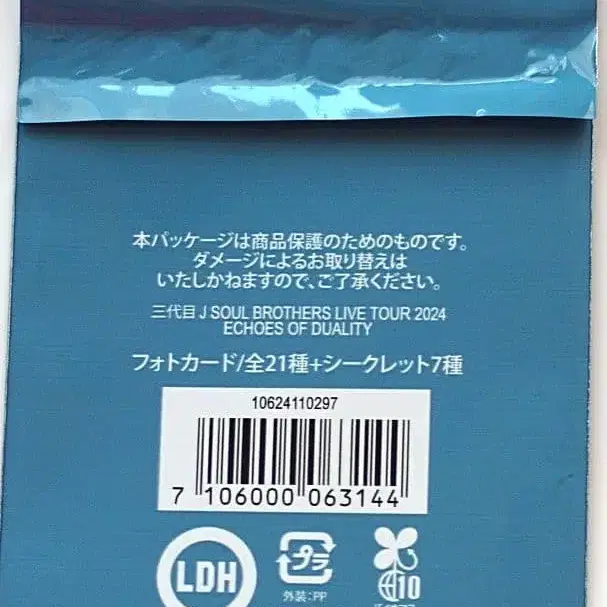 本パッケージは商品保護のためのものです。
ダメージによるお取り替えは
いたしかねますので、ご了承ください。
三代目 J SOUL BROTHERS LIVE TOUR 2024
ECHOES OF DUALITY
フォトカード/全21種+シークレット7種
10624110297
7 106000 063144
LDH
プラ
10
外装:PP